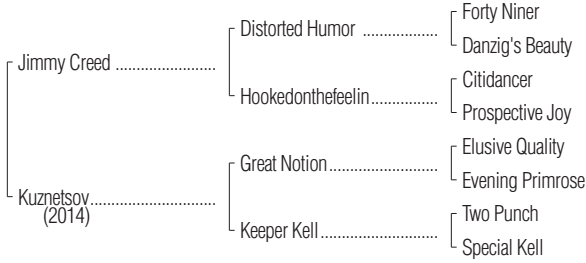 Forty Niner
Distorted Humor ..................
Danzig's Beauty
Jimmy Creed ........................
Citidancer
Hookedonthefeelin................
Prospective Joy
Elusive Quality
Great Notion..........................
Evening Primrose
Kuznetsov..............................
(2014)
Two Punch
Keeper Kell............................
Special Kell